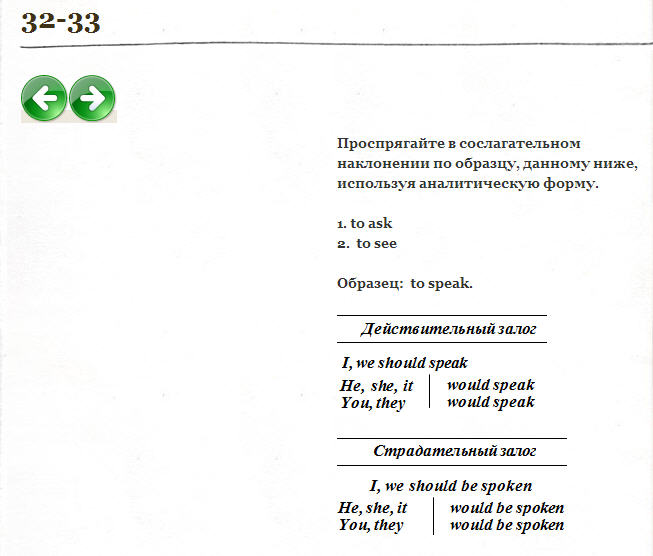 32-33
Проспрягайте в сослагательном
наклонении по образцу, данному ниже,
используя аналитическую форму.
1. to ask
2. to see
Образец: to speak.
Действительный залог
I, we should speak
He, she, it would speak
You, they would speak
Страдательный залог
I, we should be spoken
He, she, it would be spoken
You, they would be spoken